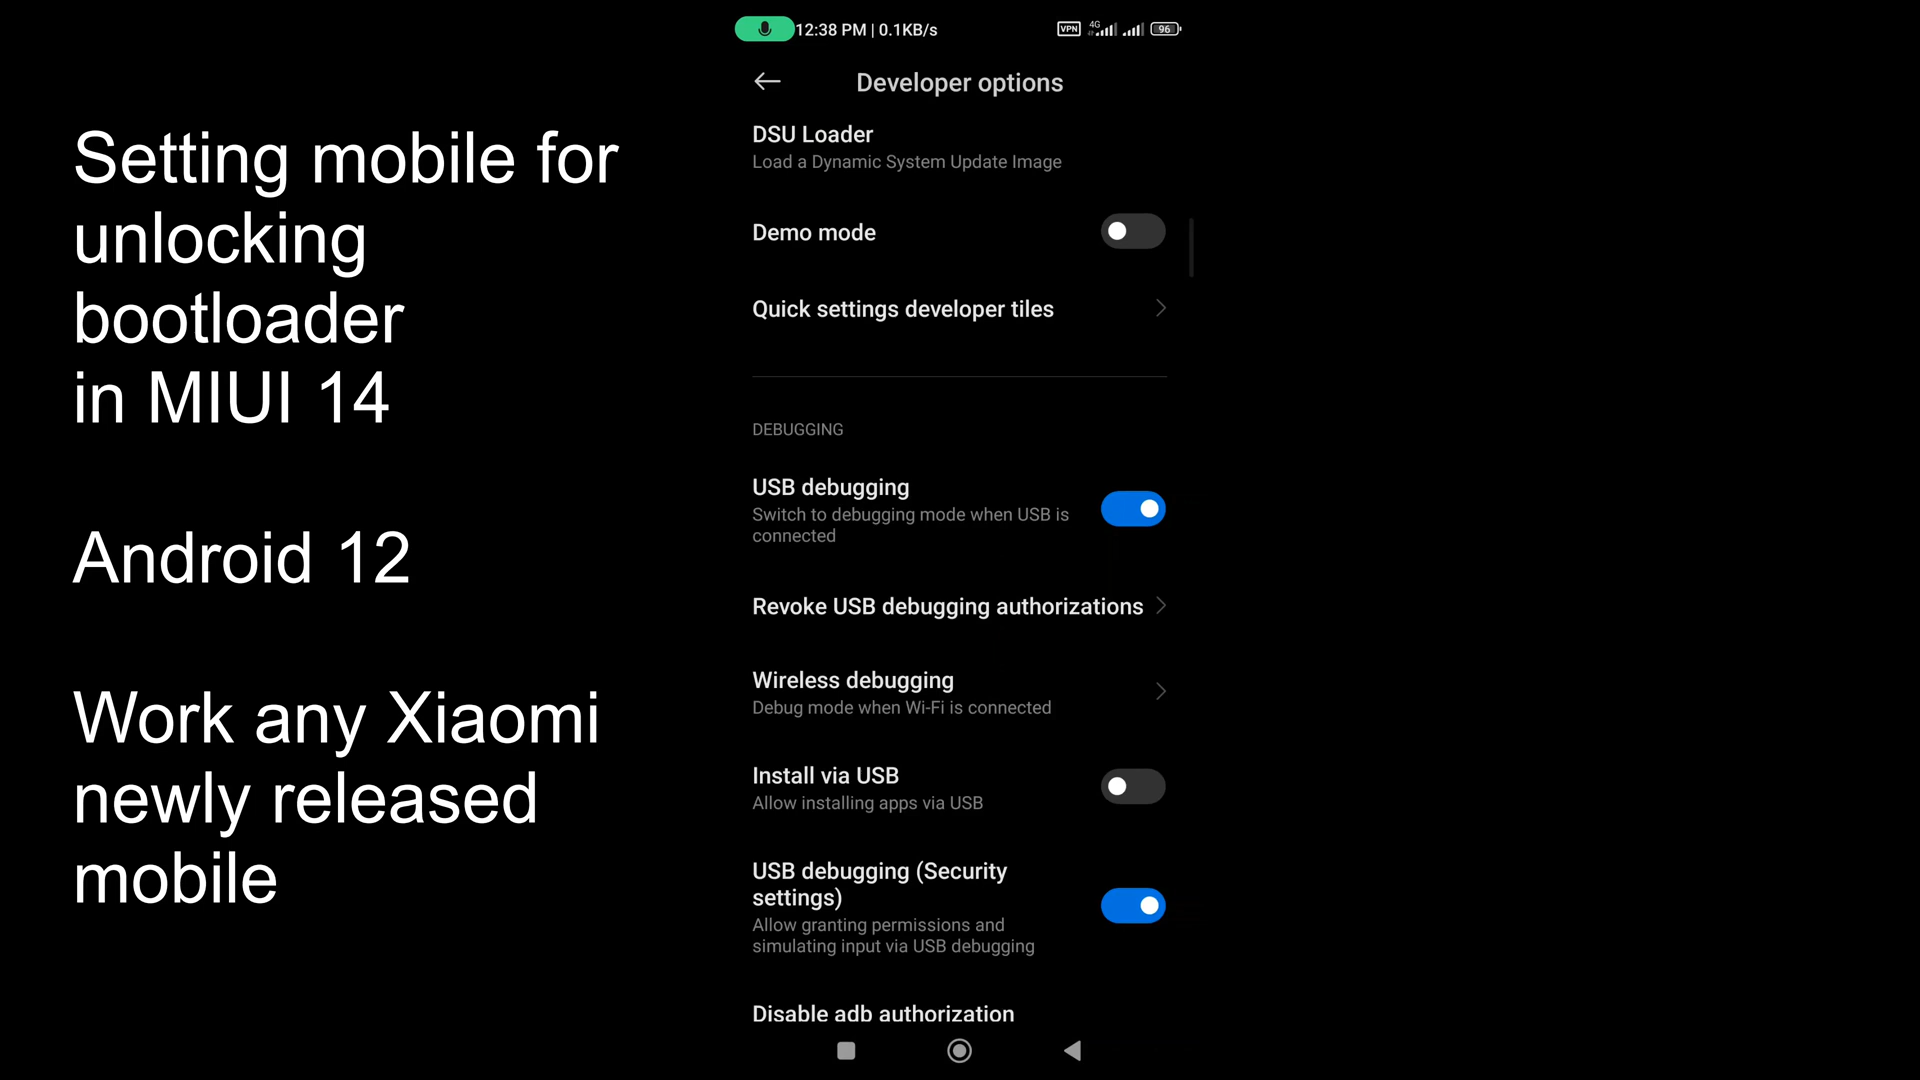 Setting mobile for
unlocking
bootloader
in MIUI 14
Android 12
Work any Xiaomi
newly released
mobile
12:38 PM | 0.1KB/s
VPN 4G 96
Developer options
DSU Loader
Load a Dynamic System Update Image
Demo mode
Quick settings developer tiles
DEBUGGING
USB debugging
Switch to debugging mode when USB is
connected
Revoke USB debugging authorizations
Wireless debugging
Debug mode when Wi-Fi is connected
Install via USB
Allow installing apps via USB
USB debugging (Security
settings)
Allow granting permissions and
simulating input via USB debugging
Disable adb authorization